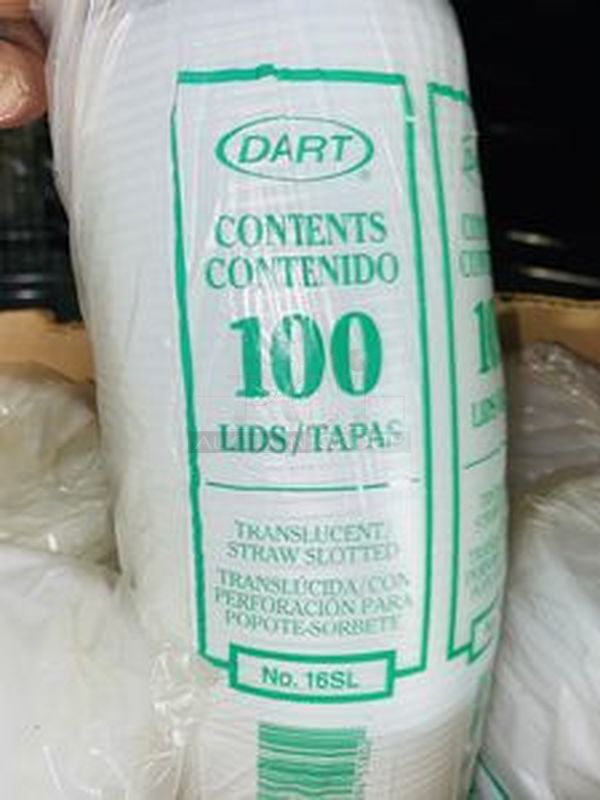 DART
CONTENTS
CONTENIDO
100
LIDS/TAPAS
TRANSLUCENT
STRAW SLOTTED
TRANSLÚCIDA/CON
PERFORACIÓN PARA
POPOTE-SORBETE
No. 16SL